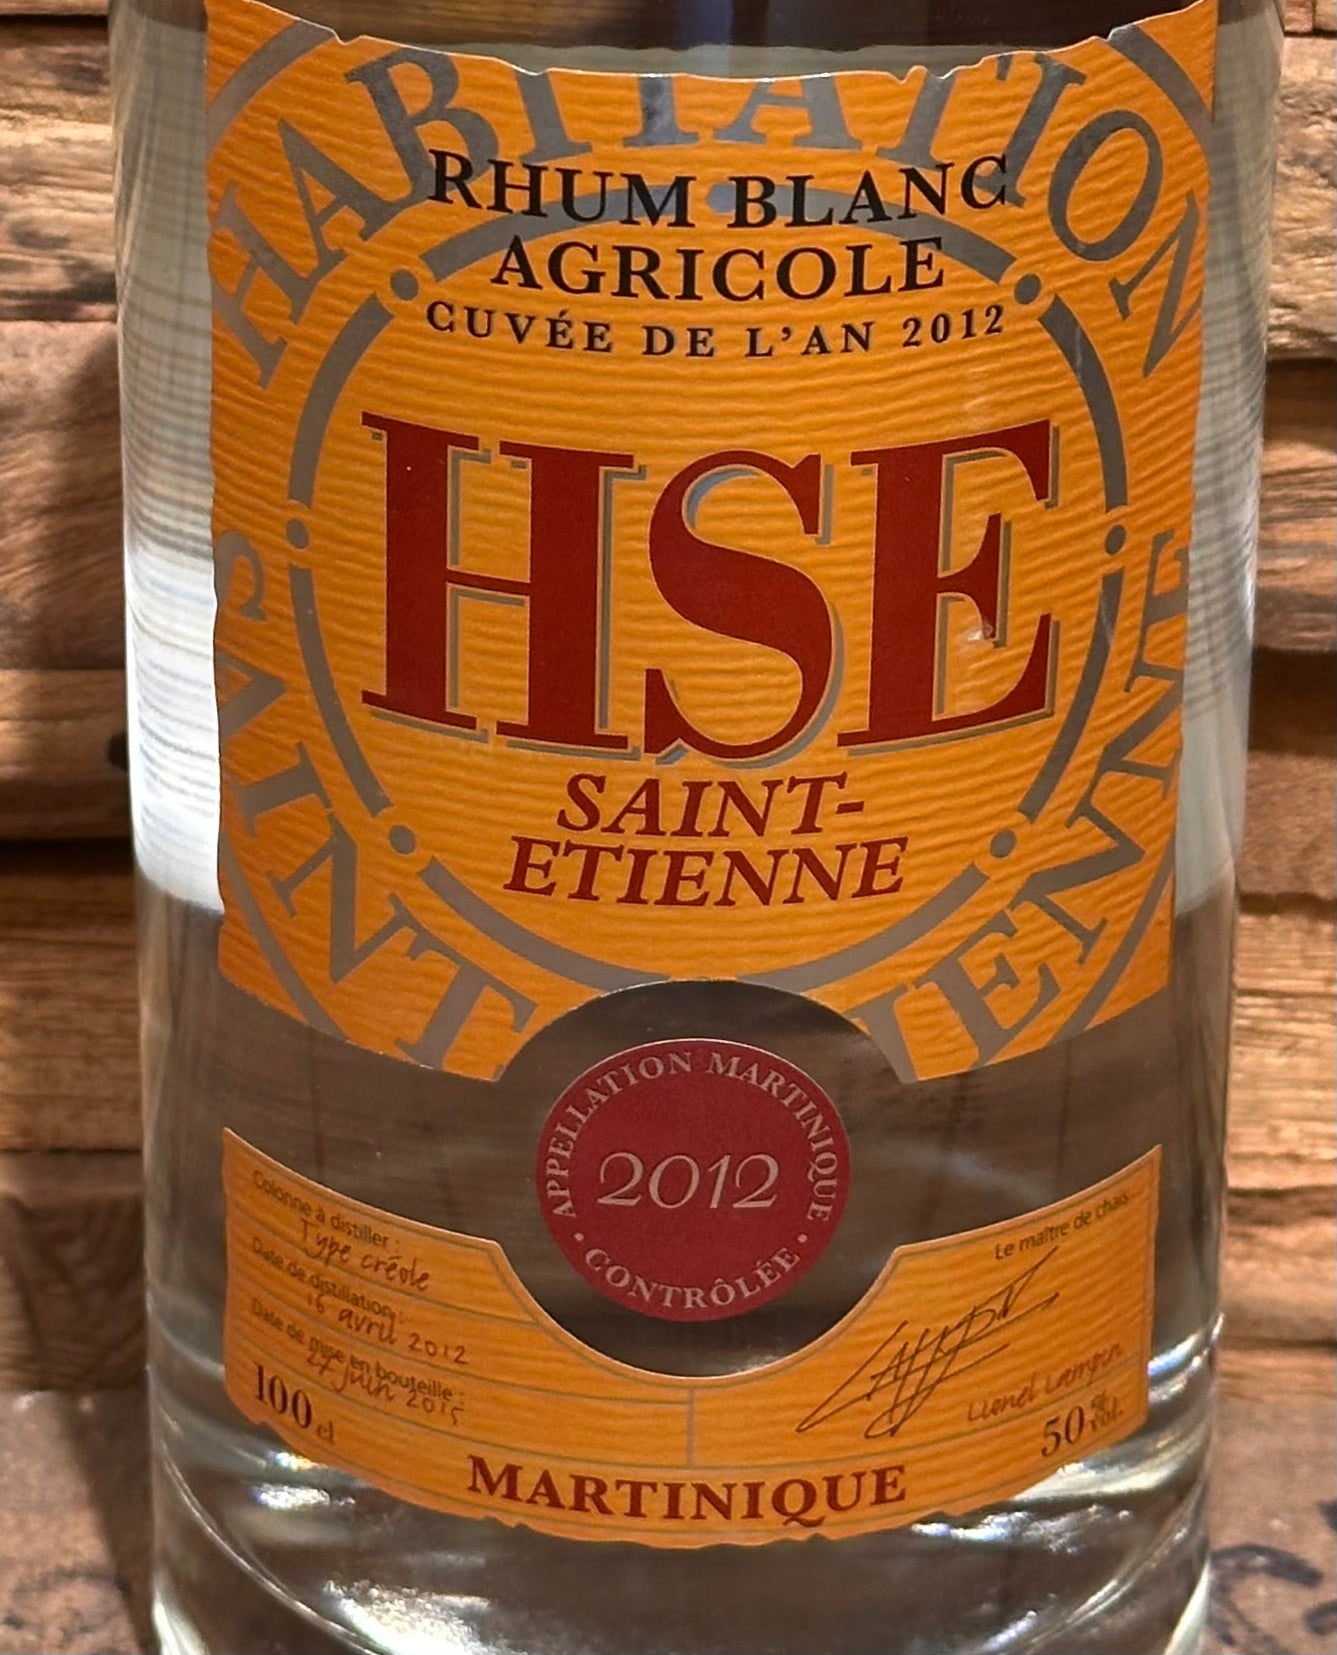 HABITATION
RHUM BLANC
AGRICOLE
CUVÉE DE L'AN 2012
HSE
SAINT-
ETIENNE
SAINT
IENNE
APPELLATION MARTINIQUE
2012
• CONTRÔLÉE •
Colonne à distiller :
Type créole
Date de distillation :
16 avril 2012
Date de mise en bouteille :
27 juin 2015
100 cl
Le maître de chais
Lionel Lampin
50 % vol.
MARTINIQUE